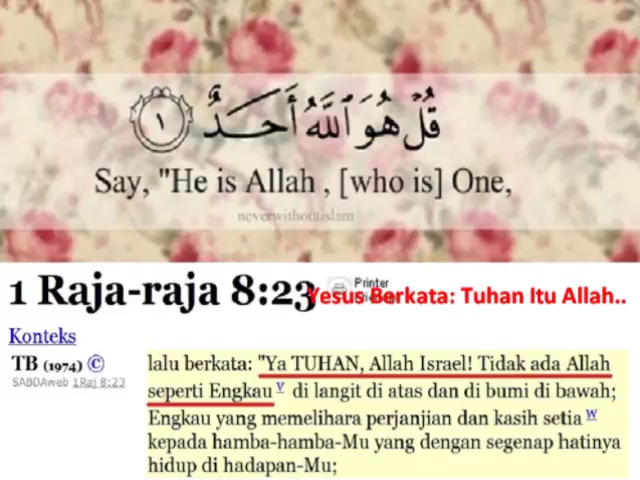 قُلْ هُوَ ٱللَّهُ أَحَدٌ ١
Say, "He is Allah , [who is] One,
neverwithoutislam
1 Raja-raja 8:23
Printer
Yesus Berkata: Tuhan Itu Allah..
Konteks
TB (1974) ©
SABDAweb 1Raj 8:23
lalu berkata: "Ya TUHAN, Allah Israel! Tidak ada Allah
seperti Engkau v di langit di atas dan di bumi di bawah;
Engkau yang memelihara perjanjian dan kasih setia w
kepada hamba-hamba-Mu yang dengan segenap hatinya
hidup di hadapan-Mu;